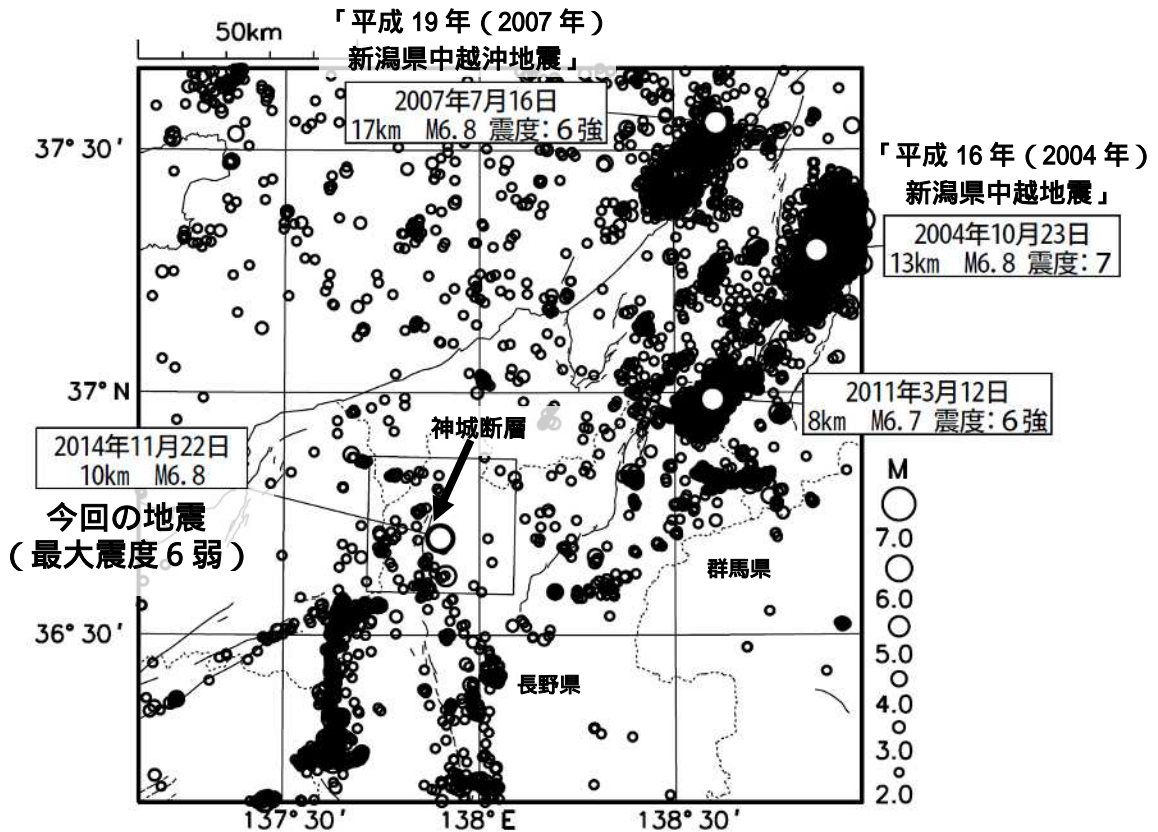 50km
「平成 19 年（2007 年）
新潟県中越沖地震」
2007年7月16日
17km M6.8 震度：6強
37° 30′
「平成 16 年（2004 年）
新潟県中越地震」
2004年10月23日
13km M6.8 震度：7
37° N
2011年3月12日
8km M6.7 震度：6強
神城断層
2014年11月22日
10km M6.8
今回の地震
（最大震度６弱）
群馬県
M
7.0
6.0
5.0
4.0
3.0
2.0
36° 30′
長野県
137° 30′
138° E
138° 30′